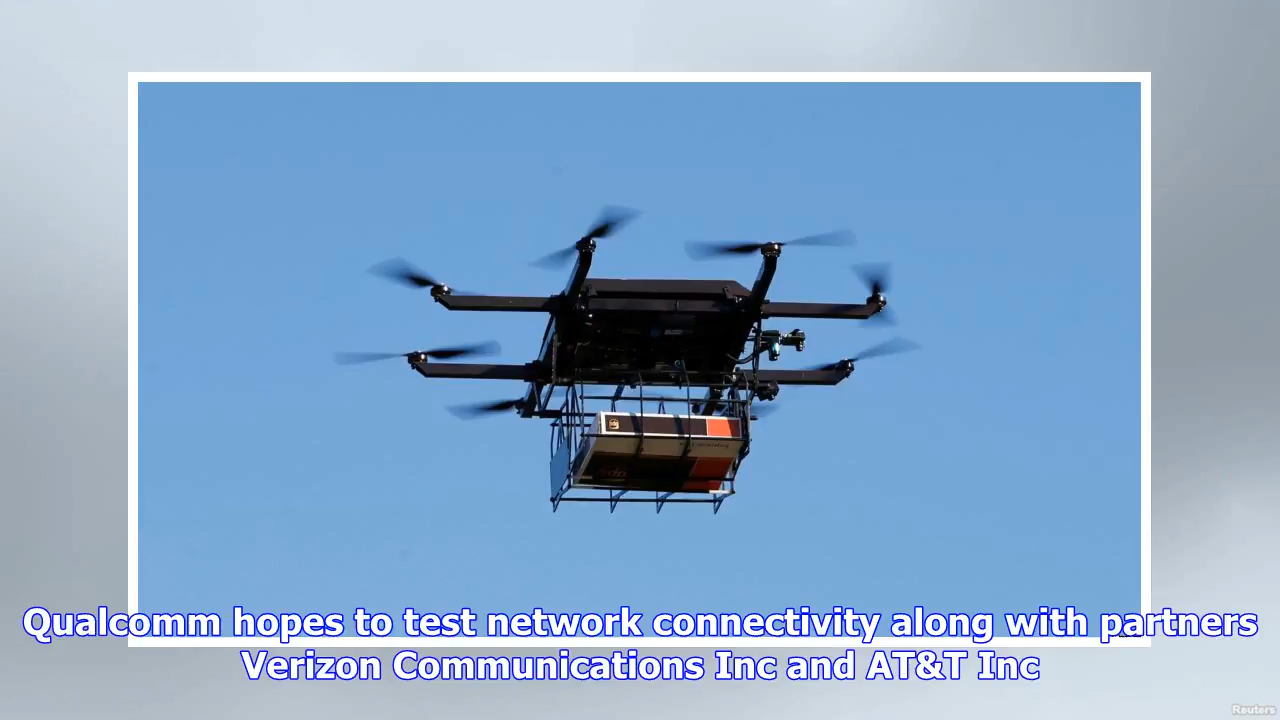 Qualcomm hopes to test network connectivity along with partners
Verizon Communications Inc and AT&T Inc
Reuters